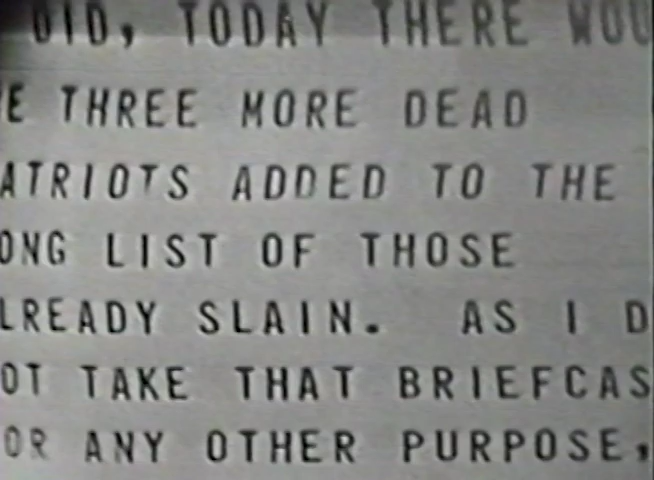 DID, TODAY THERE WOU
E THREE MORE DEAD
ATRIOTS ADDED TO THE
ONG LIST OF THOSE
LREADY SLAIN. AS I D
OT TAKE THAT BRIEFCAS
OR ANY OTHER PURPOSE,